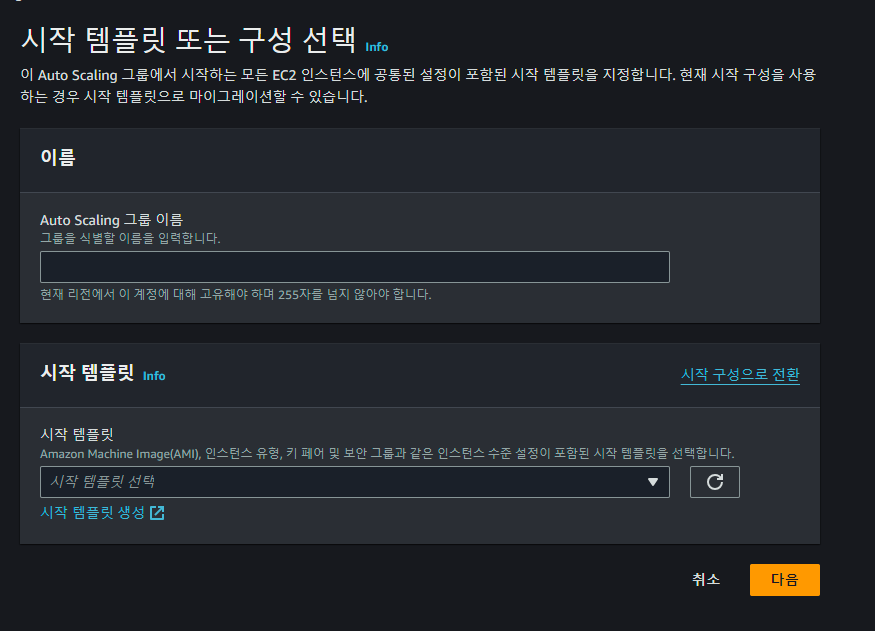 시작 템플릿 또는 구성 선택 Info
이 Auto Scaling 그룹에서 시작하는 모든 EC2 인스턴스에 공통된 설정이 포함된 시작 템플릿을 지정합니다. 현재 시작 구성을 사용
하는 경우 시작 템플릿으로 마이그레이션할 수 있습니다.
이름
Auto Scaling 그룹 이름
그룹을 식별할 이름을 입력합니다.
현재 리전에서 이 계정에 대해 고유해야 하며 255자를 넘지 않아야 합니다.
시작 템플릿 Info
시작 구성으로 전환
시작 템플릿
Amazon Machine Image(AMI), 인스턴스 유형, 키 페어 및 보안 그룹과 같은 인스턴스 수준 설정이 포함된 시작 템플릿을 선택합니다.
시작 템플릿 선택
시작 템플릿 생성
취소
다음